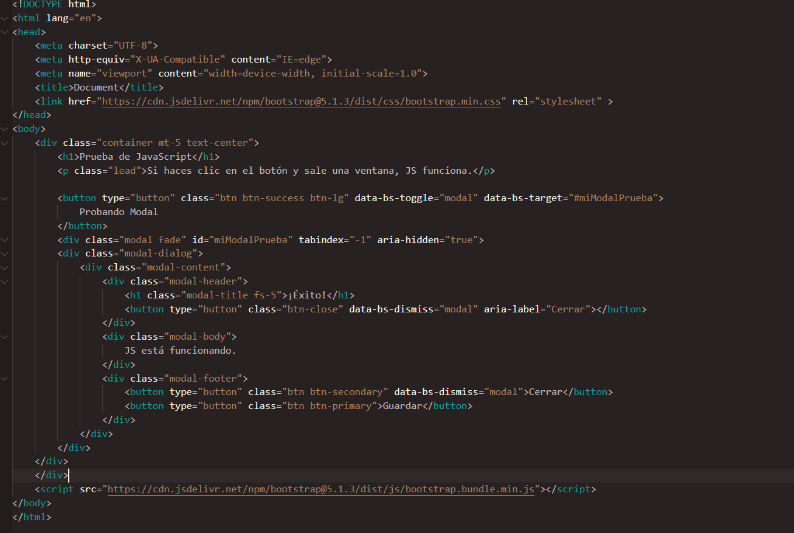 <!DOCTYPE html>
<html lang="en">
<head>
    <meta charset="UTF-8">
    <meta http-equiv="X-UA-Compatible" content="IE=edge">
    <meta name="viewport" content="width=device-width, initial-scale=1.0">
    <title>Document</title>
    <link href="https://cdn.jsdelivr.net/npm/bootstrap@5.1.3/dist/css/bootstrap.min.css" rel="stylesheet" >
</head>
<body>
    <div class="container mt-5 text-center">
        <h1>Prueba de JavaScript</h1>
        <p class="lead">Si haces clic en el botón y sale una ventana, JS funciona.</p>

        <button type="button" class="btn btn-success btn-lg" data-bs-toggle="modal" data-bs-target="#miModalPrueba">
            Probando Modal
        </button>
        <div class="modal fade" id="miModalPrueba" tabindex="-1" aria-hidden="true">
        <div class="modal-dialog">
            <div class="modal-content">
                <div class="modal-header">
                    <h1 class="modal-title fs-5">¡Éxito!</h1>
                    <button type="button" class="btn-close" data-bs-dismiss="modal" aria-label="Cerrar"></button>
                </div>
                <div class="modal-body">
                    JS está funcionando.
                </div>
                <div class="modal-footer">
                    <button type="button" class="btn btn-secondary" data-bs-dismiss="modal">Cerrar</button>
                    <button type="button" class="btn btn-primary">Guardar</button>
                </div>
            </div>
        </div>
    </div>
    </div>
    <script src="https://cdn.jsdelivr.net/npm/bootstrap@5.1.3/dist/js/bootstrap.bundle.min.js"></script>
</body>
</html>